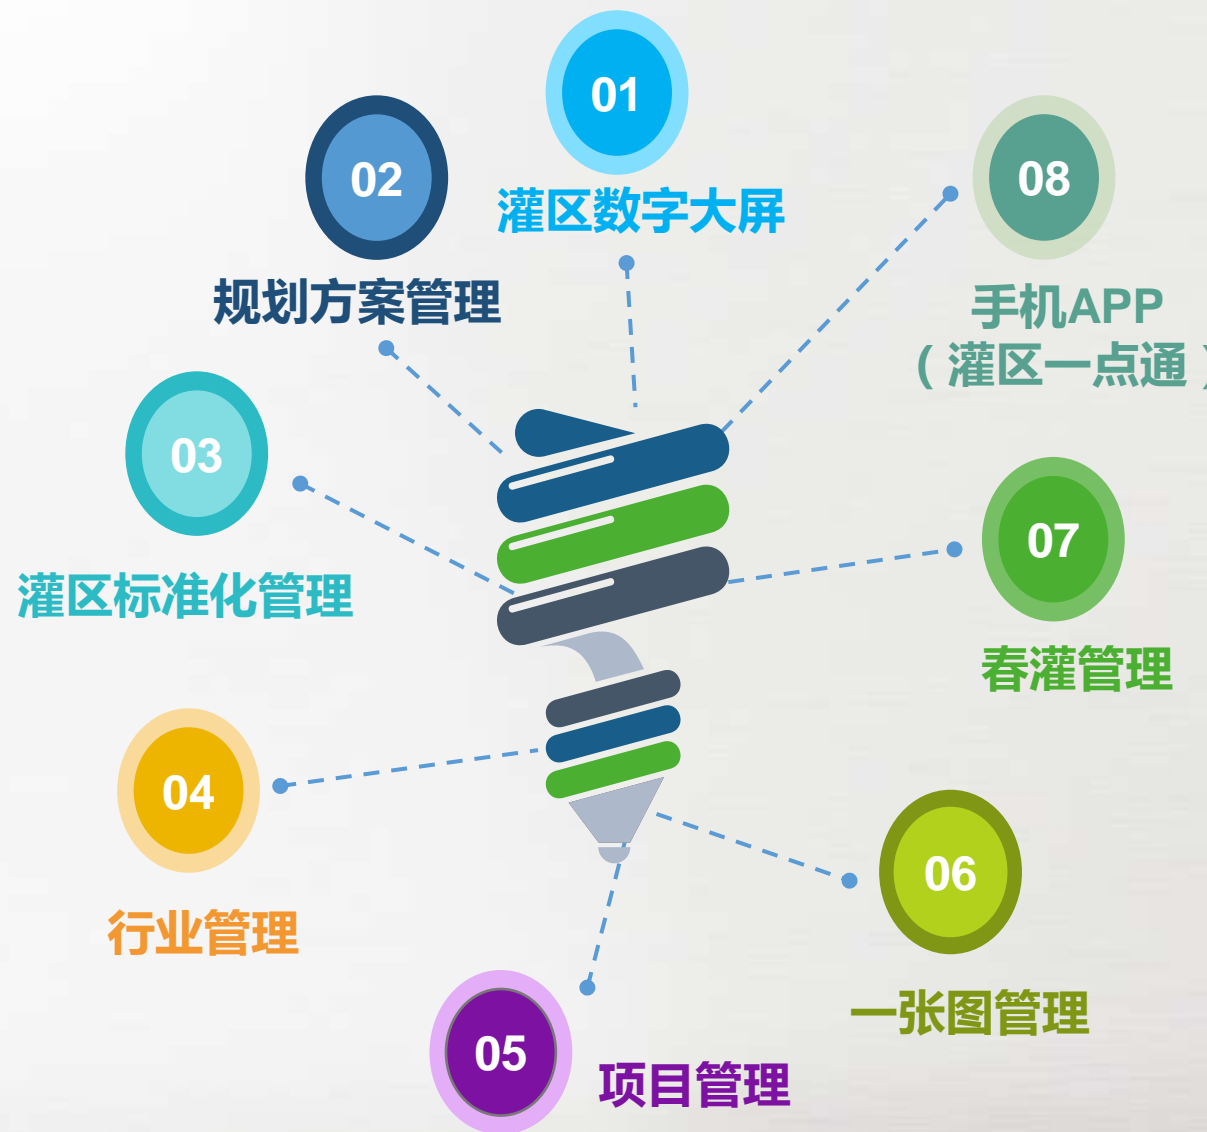 01
灌区数字大屏
02
规划方案管理
03
灌区标准化管理
04
行业管理
05
项目管理
06
一张图管理
07
春灌管理
08
手机APP
（灌区一点通）